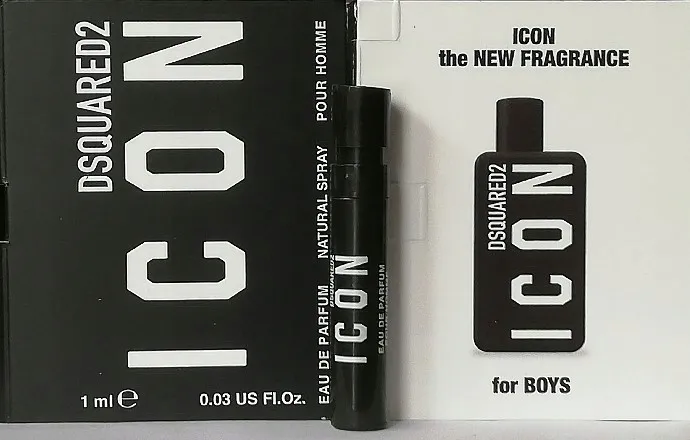 DSQUARED2
ICON
EAU DE PARFUM NATURAL SPRAY POUR HOMME
1 ml ℮ 0.03 US Fl.Oz.
DSQUARED2
ICON
EAU DE PARFUM
ICON
the NEW FRAGRANCE
DSQUARED2
ICON
for BOYS